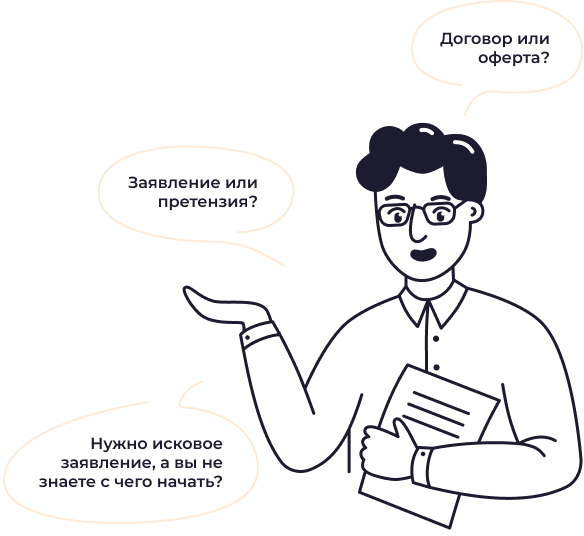 Договор или
оферта?
Заявление или
претензия?
Нужно исковое
заявление, а вы не
знаете с чего начать?